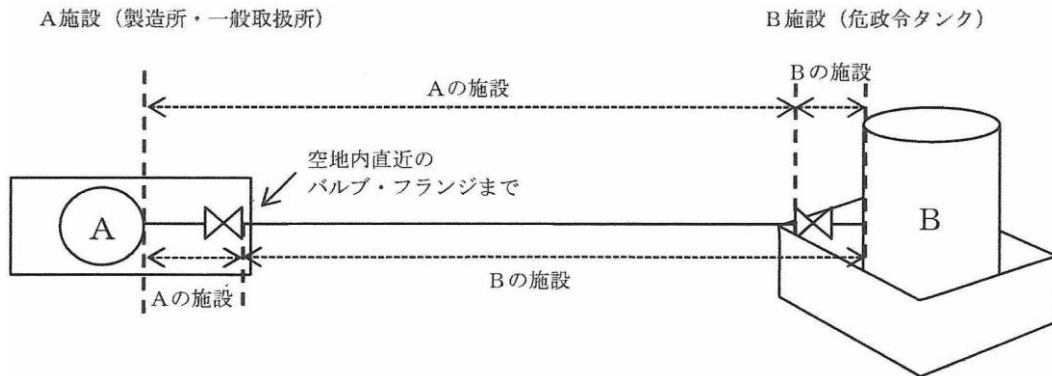 A施設（製造所・一般取扱所）
B施設（危政令タンク）
Bの施設
Aの施設
空地内直近の
バルブ・フランジまで
A
B
Bの施設
Aの施設